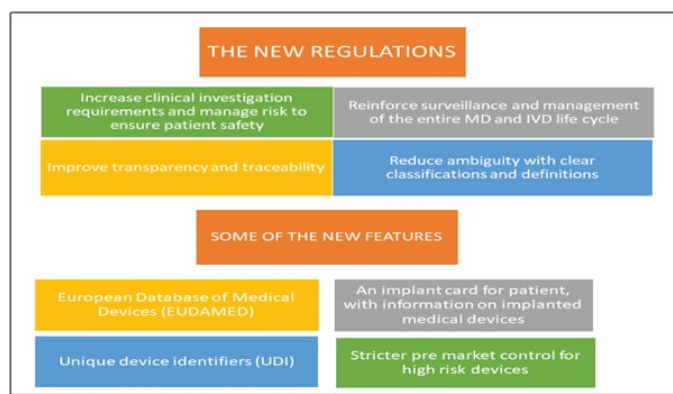 THE NEW REGULATIONS
Increase clinical investigation
requirements and manage risk to
ensure patient safety
Reinforce surveillance and management
of the entire MD and IVD life cycle
Improve transparency and traceability
Reduce ambiguity with clear
classifications and definitions
SOME OF THE NEW FEATURES
European Database of Medical
Devices (EUDAMED)
An implant card for patient,
with information on implanted
medical devices
Unique device identifiers (UDI)
Stricter pre market control for
high risk devices